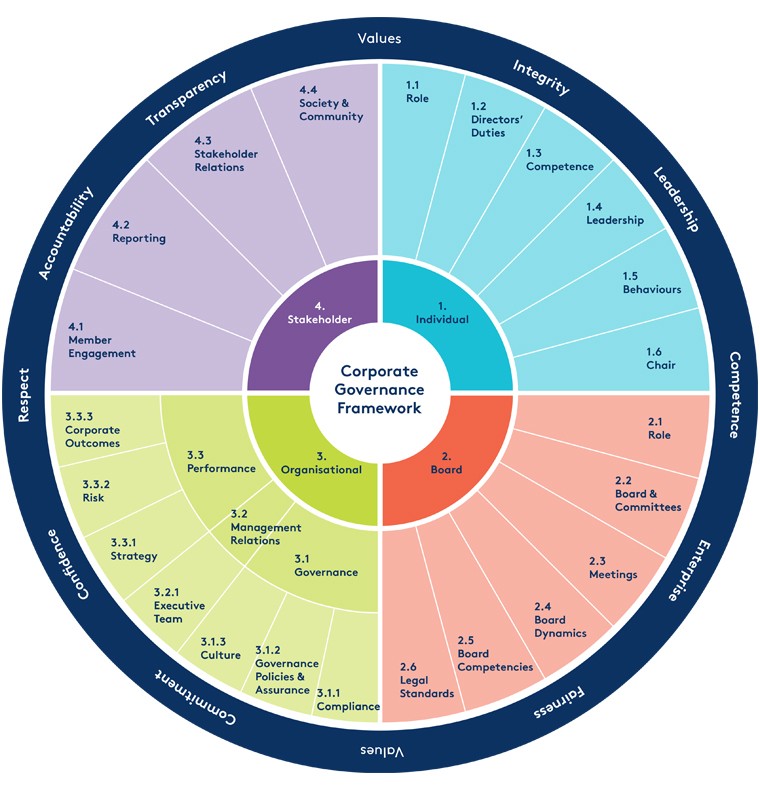 Values
Integrity
Leadership
Competence
Enterprise
Fairness
Values
Commitment
Confidence
Respect
Accountability
Transparency
Corporate
Governance
Framework
1.
Individual
1.1
Role
1.2
Directors’
Duties
1.3
Competence
1.4
Leadership
1.5
Behaviours
1.6
Chair
2.
Board
2.1
Role
2.2
Board &
Committees
2.3
Meetings
2.4
Board
Dynamics
2.5
Board
Competencies
2.6
Legal
Standards
3.
Organisational
3.1
Governance
3.1.1
Compliance
3.1.2
Governance
Policies &
Assurance
3.1.3
Culture
3.2
Management
Relations
3.2.1
Executive
Team
3.3
Performance
3.3.1
Strategy
3.3.2
Risk
3.3.3
Corporate
Outcomes
4.
Stakeholder
4.1
Member
Engagement
4.2
Reporting
4.3
Stakeholder
Relations
4.4
Society &
Community